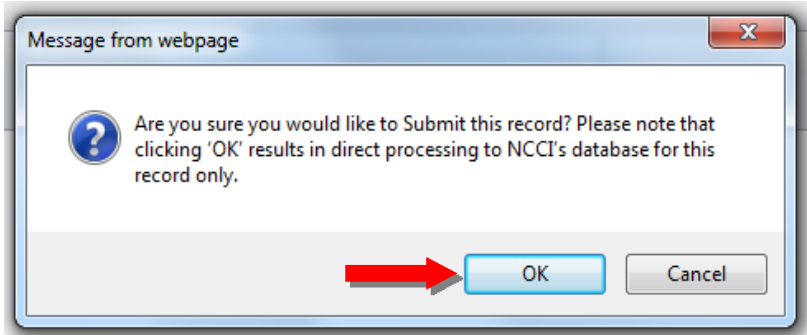 Message from webpage
Are you sure you would like to Submit this record? Please note that
clicking 'OK' results in direct processing to NCCI's database for this
record only.
OK
Cancel